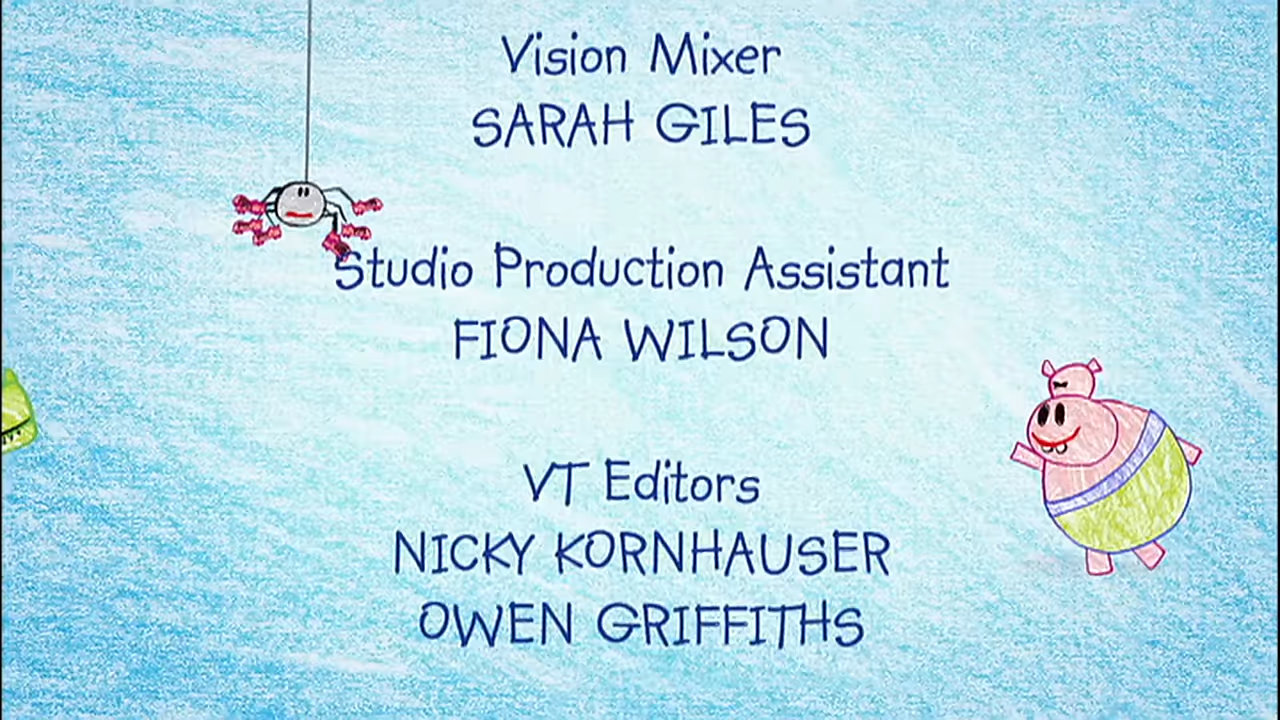 Vision Mixer
SARAH GILES
Studio Production Assistant
FIONA WILSON
VT Editors
NICKY KORNHAUSER
OWEN GRIFFITHS